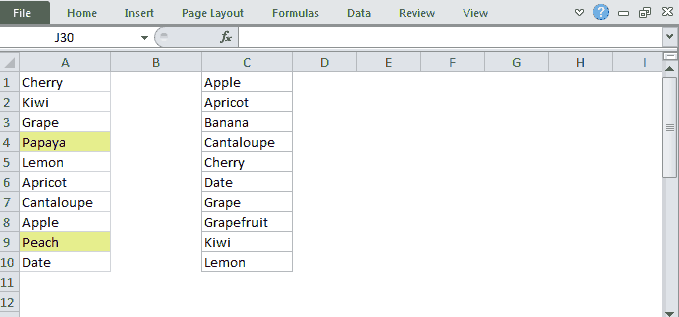 File Home Insert Page Layout Formulas Data Review View ?
J30 fx
A B C D E F G H I
1 Cherry Apple
2 Kiwi Apricot
3 Grape Banana
4 Papaya Cantaloupe
5 Lemon Cherry
6 Apricot Date
7 Cantaloupe Grape
8 Apple Grapefruit
9 Peach Kiwi
10 Date Lemon
11
12